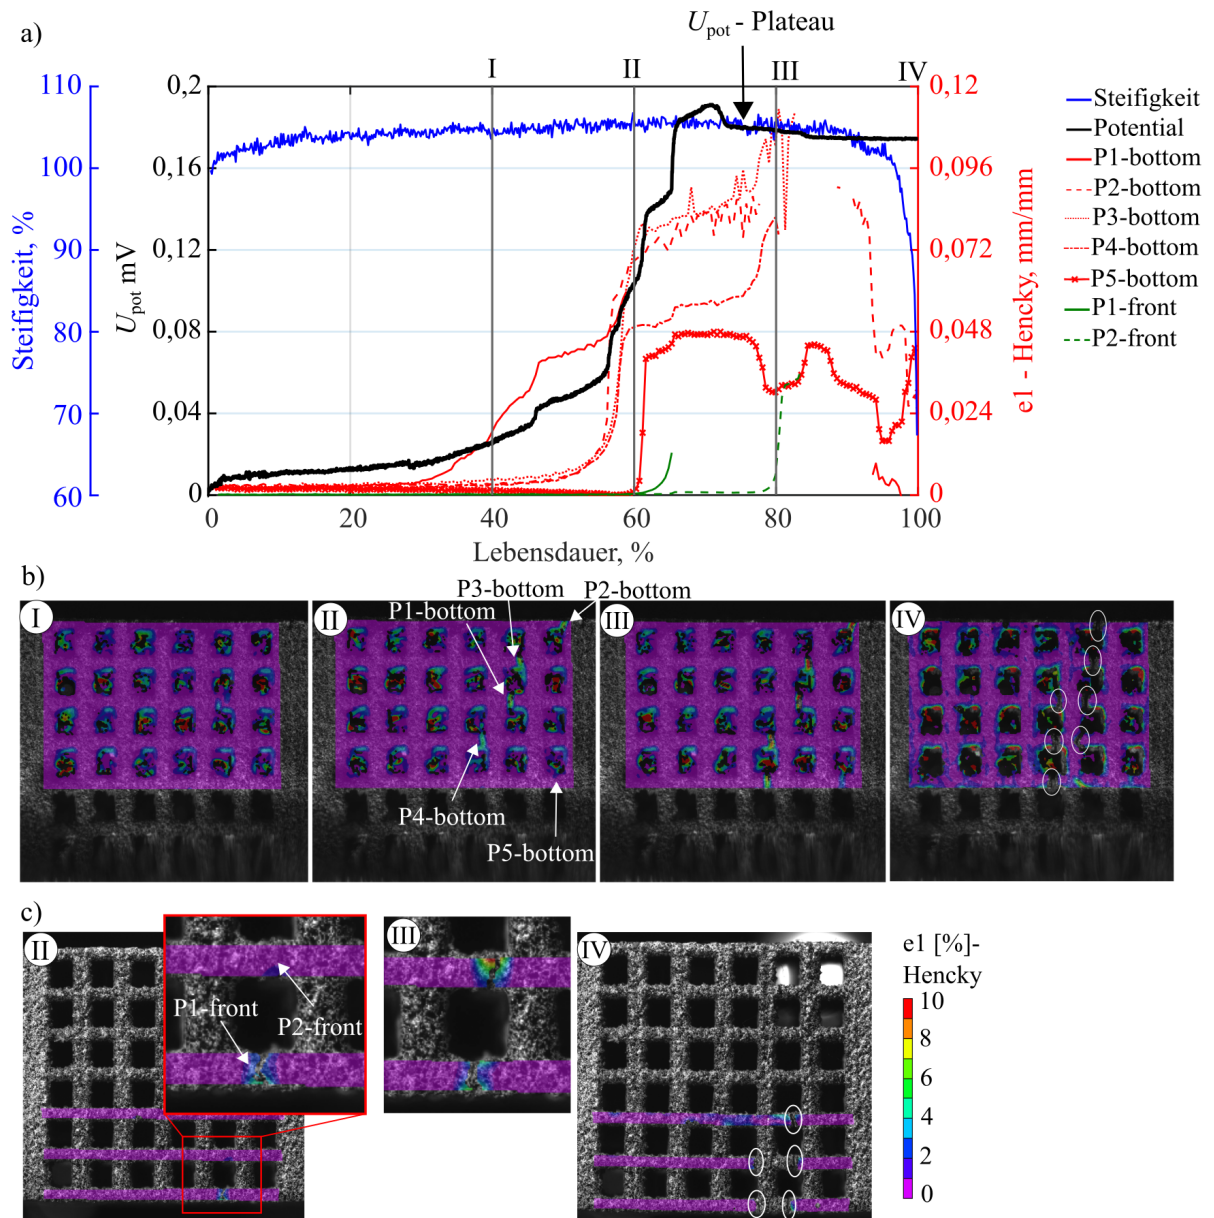 a)
U_pot - Plateau
I II III IV
110 0,2 0,12
100 0,16 0,096
90 0,12 0,072
80 0,08 0,048
70 0,04 0,024
60 0 0
Steifigkeit, %
U_pot mV
e1 - Hencky, mm/mm
0 20 40 60 80 100
Lebensdauer, %
Steifigkeit
Potential
P1-bottom
P2-bottom
P3-bottom
P4-bottom
P5-bottom
P1-front
P2-front
b)
I
II
P3-bottom
P2-bottom
P1-bottom
P4-bottom
P5-bottom
III
IV
c)
II
P1-front
P2-front
III
IV
e1 [%]-
Hencky
10
8
6
4
2
0